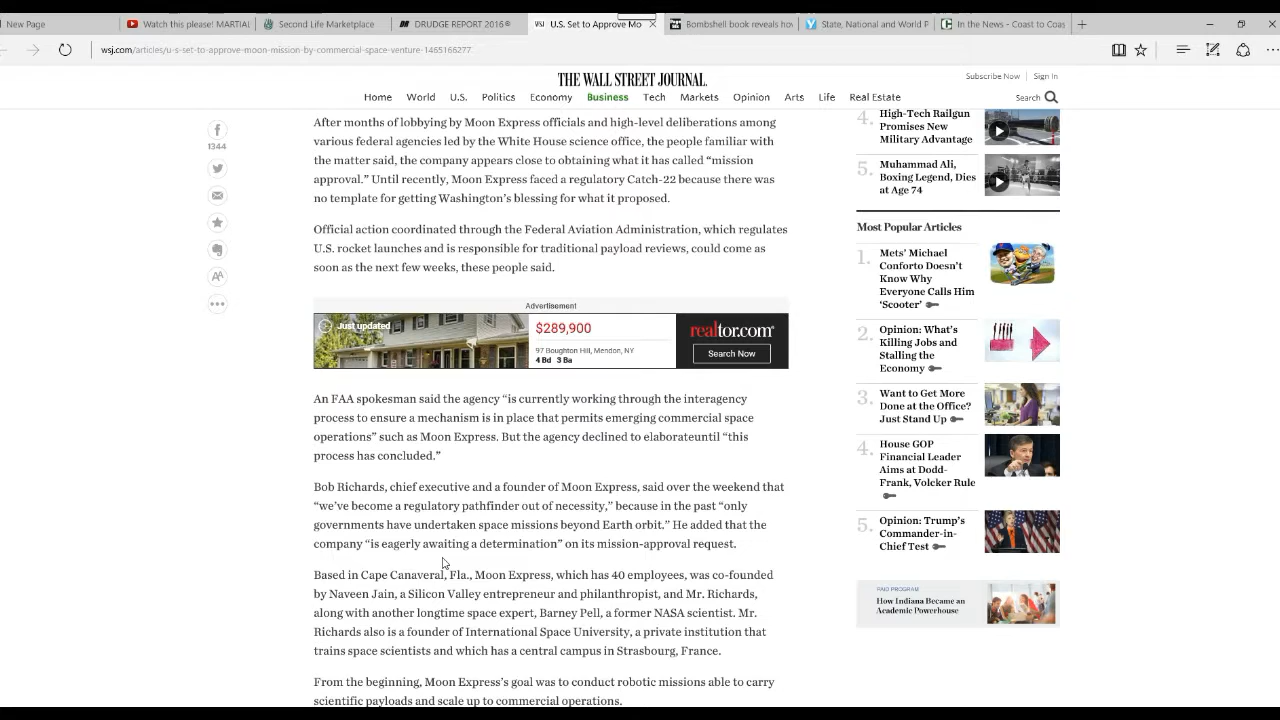 New Page
Watch this please! MARTIAL
Second Life Marketplace
DRUDGE REPORT 2016®
WSJ U.S. Set to Approve Mo
Bombshell book reveals how
State, National and World P
In the News - Coast to Coas
wsj.com/articles/u-s-set-to-approve-moon-mission-by-commercial-space-venture-1465166277
THE WALL STREET JOURNAL.
Subscribe Now | Sign In
Home World U.S. Politics Economy Business Tech Markets Opinion Arts Life Real Estate
Search
1344
AA
After months of lobbying by Moon Express officials and high-level deliberations among
various federal agencies led by the White House science office, the people familiar with
the matter said, the company appears close to obtaining what it has called “mission
approval.” Until recently, Moon Express faced a regulatory Catch-22 because there was
no template for getting Washington’s blessing for what it proposed.
Official action coordinated through the Federal Aviation Administration, which regulates
U.S. rocket launches and is responsible for traditional payload reviews, could come as
soon as the next few weeks, these people said.
Advertisement
Just updated
$289,900
97 Boughton Hill, Mendon, NY
4 Bd 3 Ba
realtor.com®
Search Now
An FAA spokesman said the agency “is currently working through the interagency
process to ensure a mechanism is in place that permits emerging commercial space
operations” such as Moon Express. But the agency declined to elaborateuntil “this
process has concluded.”
Bob Richards, chief executive and a founder of Moon Express, said over the weekend that
“we’ve become a regulatory pathfinder out of necessity,” because in the past “only
governments have undertaken space missions beyond Earth orbit.” He added that the
company “is eagerly awaiting a determination” on its mission-approval request.
Based in Cape Canaveral, Fla., Moon Express, which has 40 employees, was co-founded
by Naveen Jain, a Silicon Valley entrepreneur and philanthropist, and Mr. Richards,
along with another longtime space expert, Barney Pell, a former NASA scientist. Mr.
Richards also is a founder of International Space University, a private institution that
trains space scientists and which has a central campus in Strasbourg, France.
From the beginning, Moon Express’s goal was to conduct robotic missions able to carry
scientific payloads and scale up to commercial operations.
4. High-Tech Railgun
Promises New
Military Advantage
5. Muhammad Ali,
Boxing Legend, Dies
at Age 74
Most Popular Articles
1. Mets’ Michael
Conforto Doesn’t
Know Why
Everyone Calls Him
‘Scooter’
2. Opinion: What’s
Killing Jobs and
Stalling the
Economy
3. Want to Get More
Done at the Office?
Just Stand Up
4. House GOP
Financial Leader
Aims at Dodd-
Frank, Volcker Rule
5. Opinion: Trump’s
Commander-in-
Chief Test
PAID PROGRAM
How Indiana Became an
Academic Powerhouse